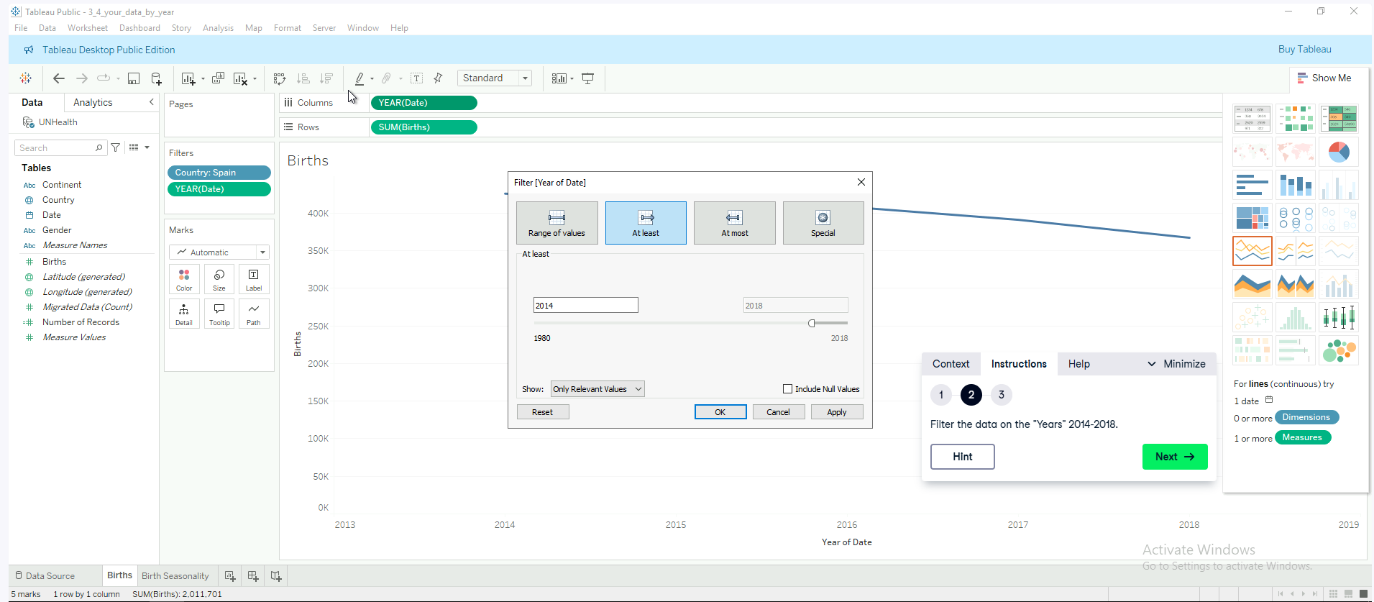 Tableau Public - 3_4_your_data_by_year
File Data Worksheet Dashboard Story Analysis Map Format Server Window Help
Tableau Desktop Public Edition
Buy Tableau
Standard
Show Me
Data Analytics
UNHealth
Search
Tables
Abc Continent
Country
Date
Abc Gender
Abc Measure Names
Births
Latitude (generated)
Longitude (generated)
Migrated Data (Count)
Number of Records
Measure Values
Pages
Filters
Country: Spain
YEAR(Date)
Marks
Automatic
Color Size Label
Detail Tooltip Path
Columns YEAR(Date)
Rows SUM(Births)
Births
400K
350K
300K
250K
200K
150K
100K
50K
0K
Births
2013 2014 2015 2016 2017 2018 2019
Year of Date
Filter [Year of Date]
Range of values At least At most Special
At least
2014 2018
1980 2018
Show: Only Relevant Values Include Null Values
Reset OK Cancel Apply
Context Instructions Help Minimize
1 2 3
Filter the data on the "Years" 2014-2018.
HInt Next →
For lines (continuous) try
1 date
0 or more Dimensions
1 or more Measures
Activate Windows
Go to Settings to activate Windows.
Data Source Births Birth Seasonality
5 marks 1 row by 1 column SUM(Births): 2,011,701